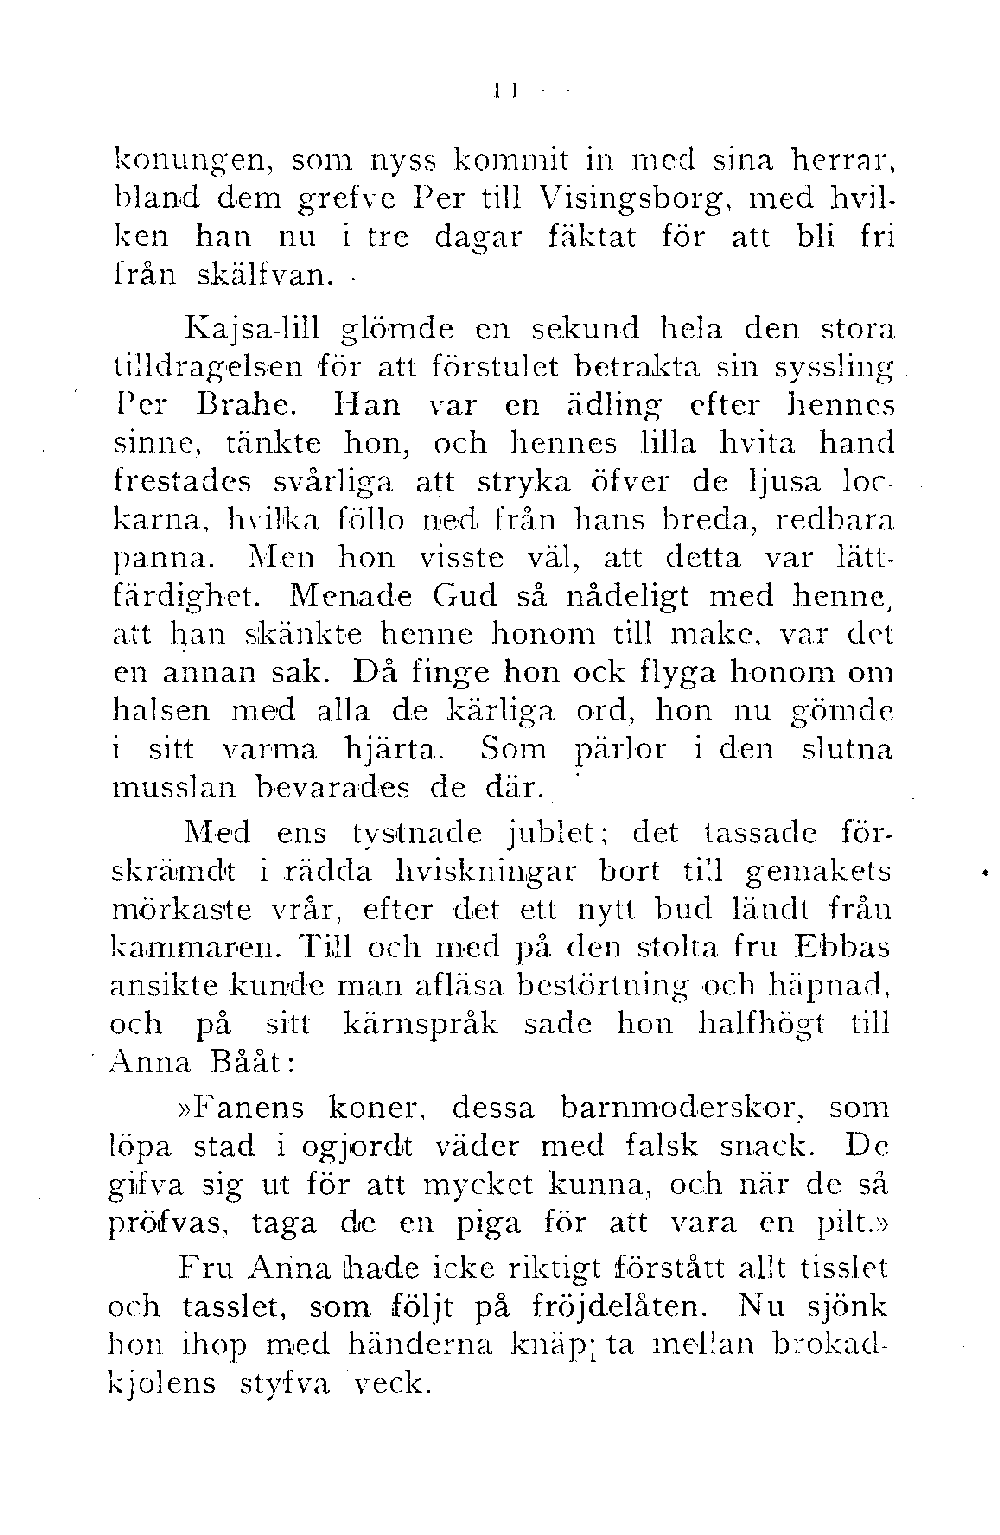 11
konungen, som nyss kommit in med sina herrar,
bland dem grefve Per till Visingsborg, med hvil-
ken han nu i tre dagar fäktat för att bli fri
från skälfvan.
Kajsa-lill glömde en sekund hela den stora
tilldragelsen för att förstulet betrakta sin syssling
Per Brahe. Han var en ädling efter hennes
sinne, tänkte hon, och hennes lilla hvita hand
frestades svårliga att stryka öfver de ljusa loc-
karna, hvilka föllo ned från hans breda, redbara
panna. Men hon visste väl, att detta var lätt-
färdighet. Menade Gud så nådeligt med henne,
att han skänkte henne honom till make, var det
en annan sak. Då finge hon ock flyga honom om
halsen med alla de kärliga ord, hon nu gömde
i sitt varma hjärta. Som pärlor i den slutna
musslan bevarades de där.
Med ens tystnade jublet; det tassade för-
skrämdt i rädda hviskningar bort till gemakets
mörkaste vrår, efter det ett nytt bud ländt från
kammaren. Till och med på den stolta fru Ebbas
ansikte kunde man afläsa bestörtning och häpnad,
och på sitt kärnspråk sade hon halfhögt till
Anna Bååt:
»Fanens koner, dessa barnmoderskor, som
löpa stad i ogjordt väder med falsk snack. De
gifva sig ut för att mycket kunna, och när de så
pröfvas, taga de en piga för att vara en pilt.»
Fru Anna hade icke riktigt förstått allt tisslet
och tasslet, som följt på fröjdelåten. Nu sjönk
hon ihop med händerna knäppta mellan brokad-
kjolens styfva veck.